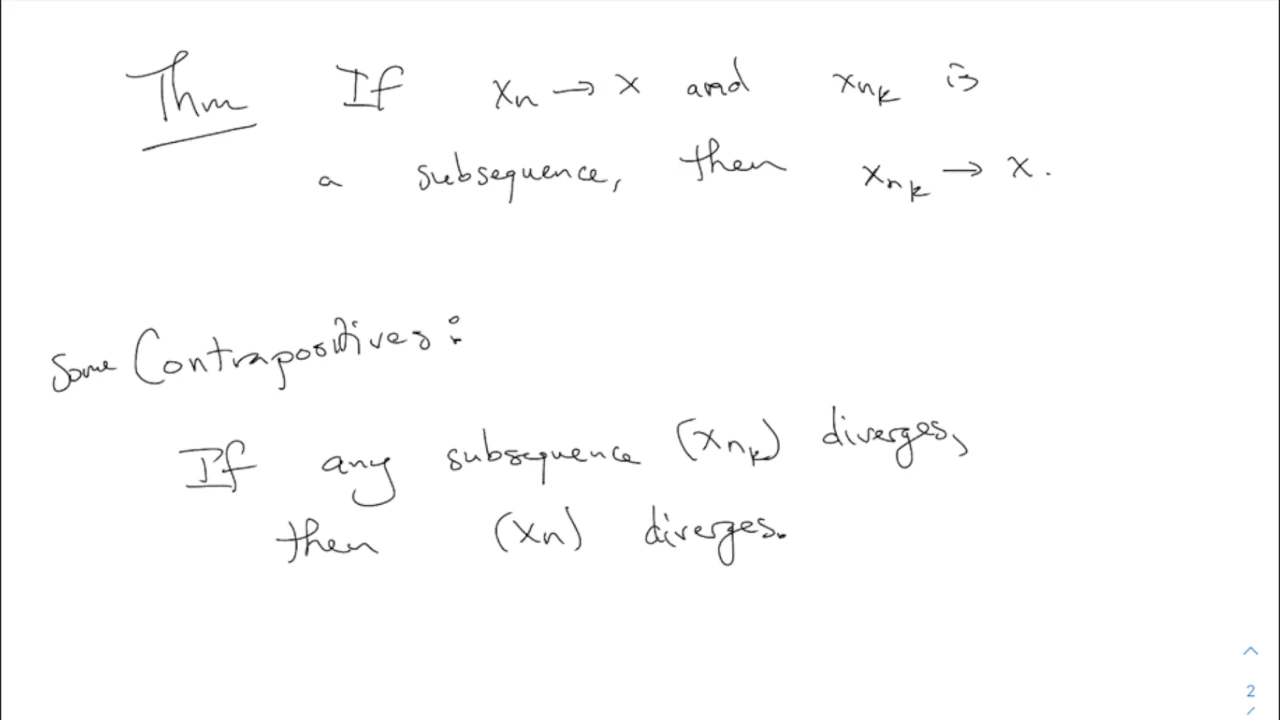 Thm If xₙ → x and xₙₖ is
a subsequence, then xₙₖ → x.
Some Contrapositives:
If any subsequence (xₙₖ) diverges,
then (xₙ) diverges.
2